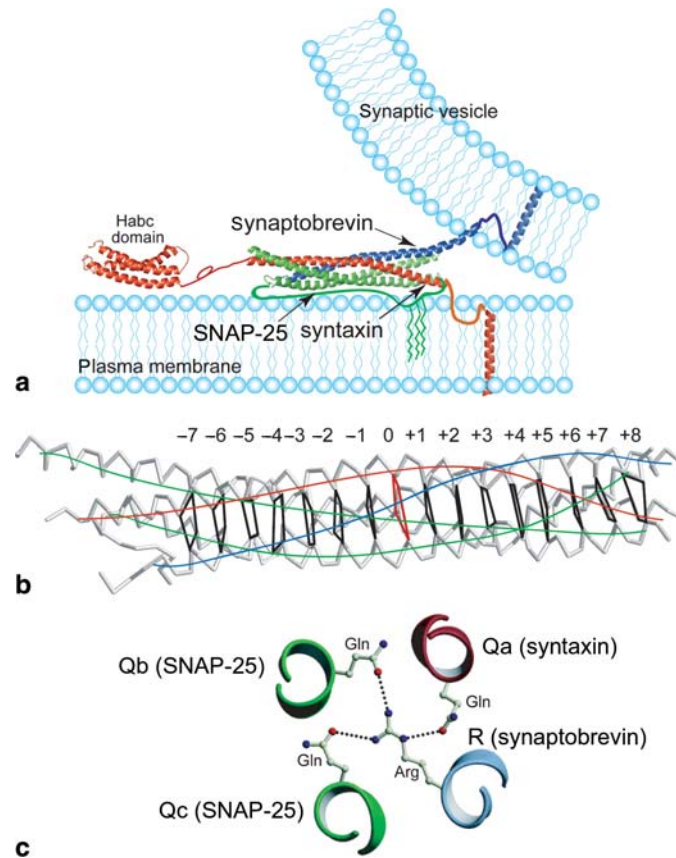 Synaptic vesicle
Habc
domain
Synaptobrevin
SNAP-25
syntaxin
Plasma membrane
a
−7 −6 −5 −4 −3 −2 −1 0 +1 +2 +3 +4 +5 +6 +7 +8
b
Gln
Qb (SNAP-25)
Qa (syntaxin)
Gln
R (synaptobrevin)
Gln
Arg
Qc (SNAP-25)
c